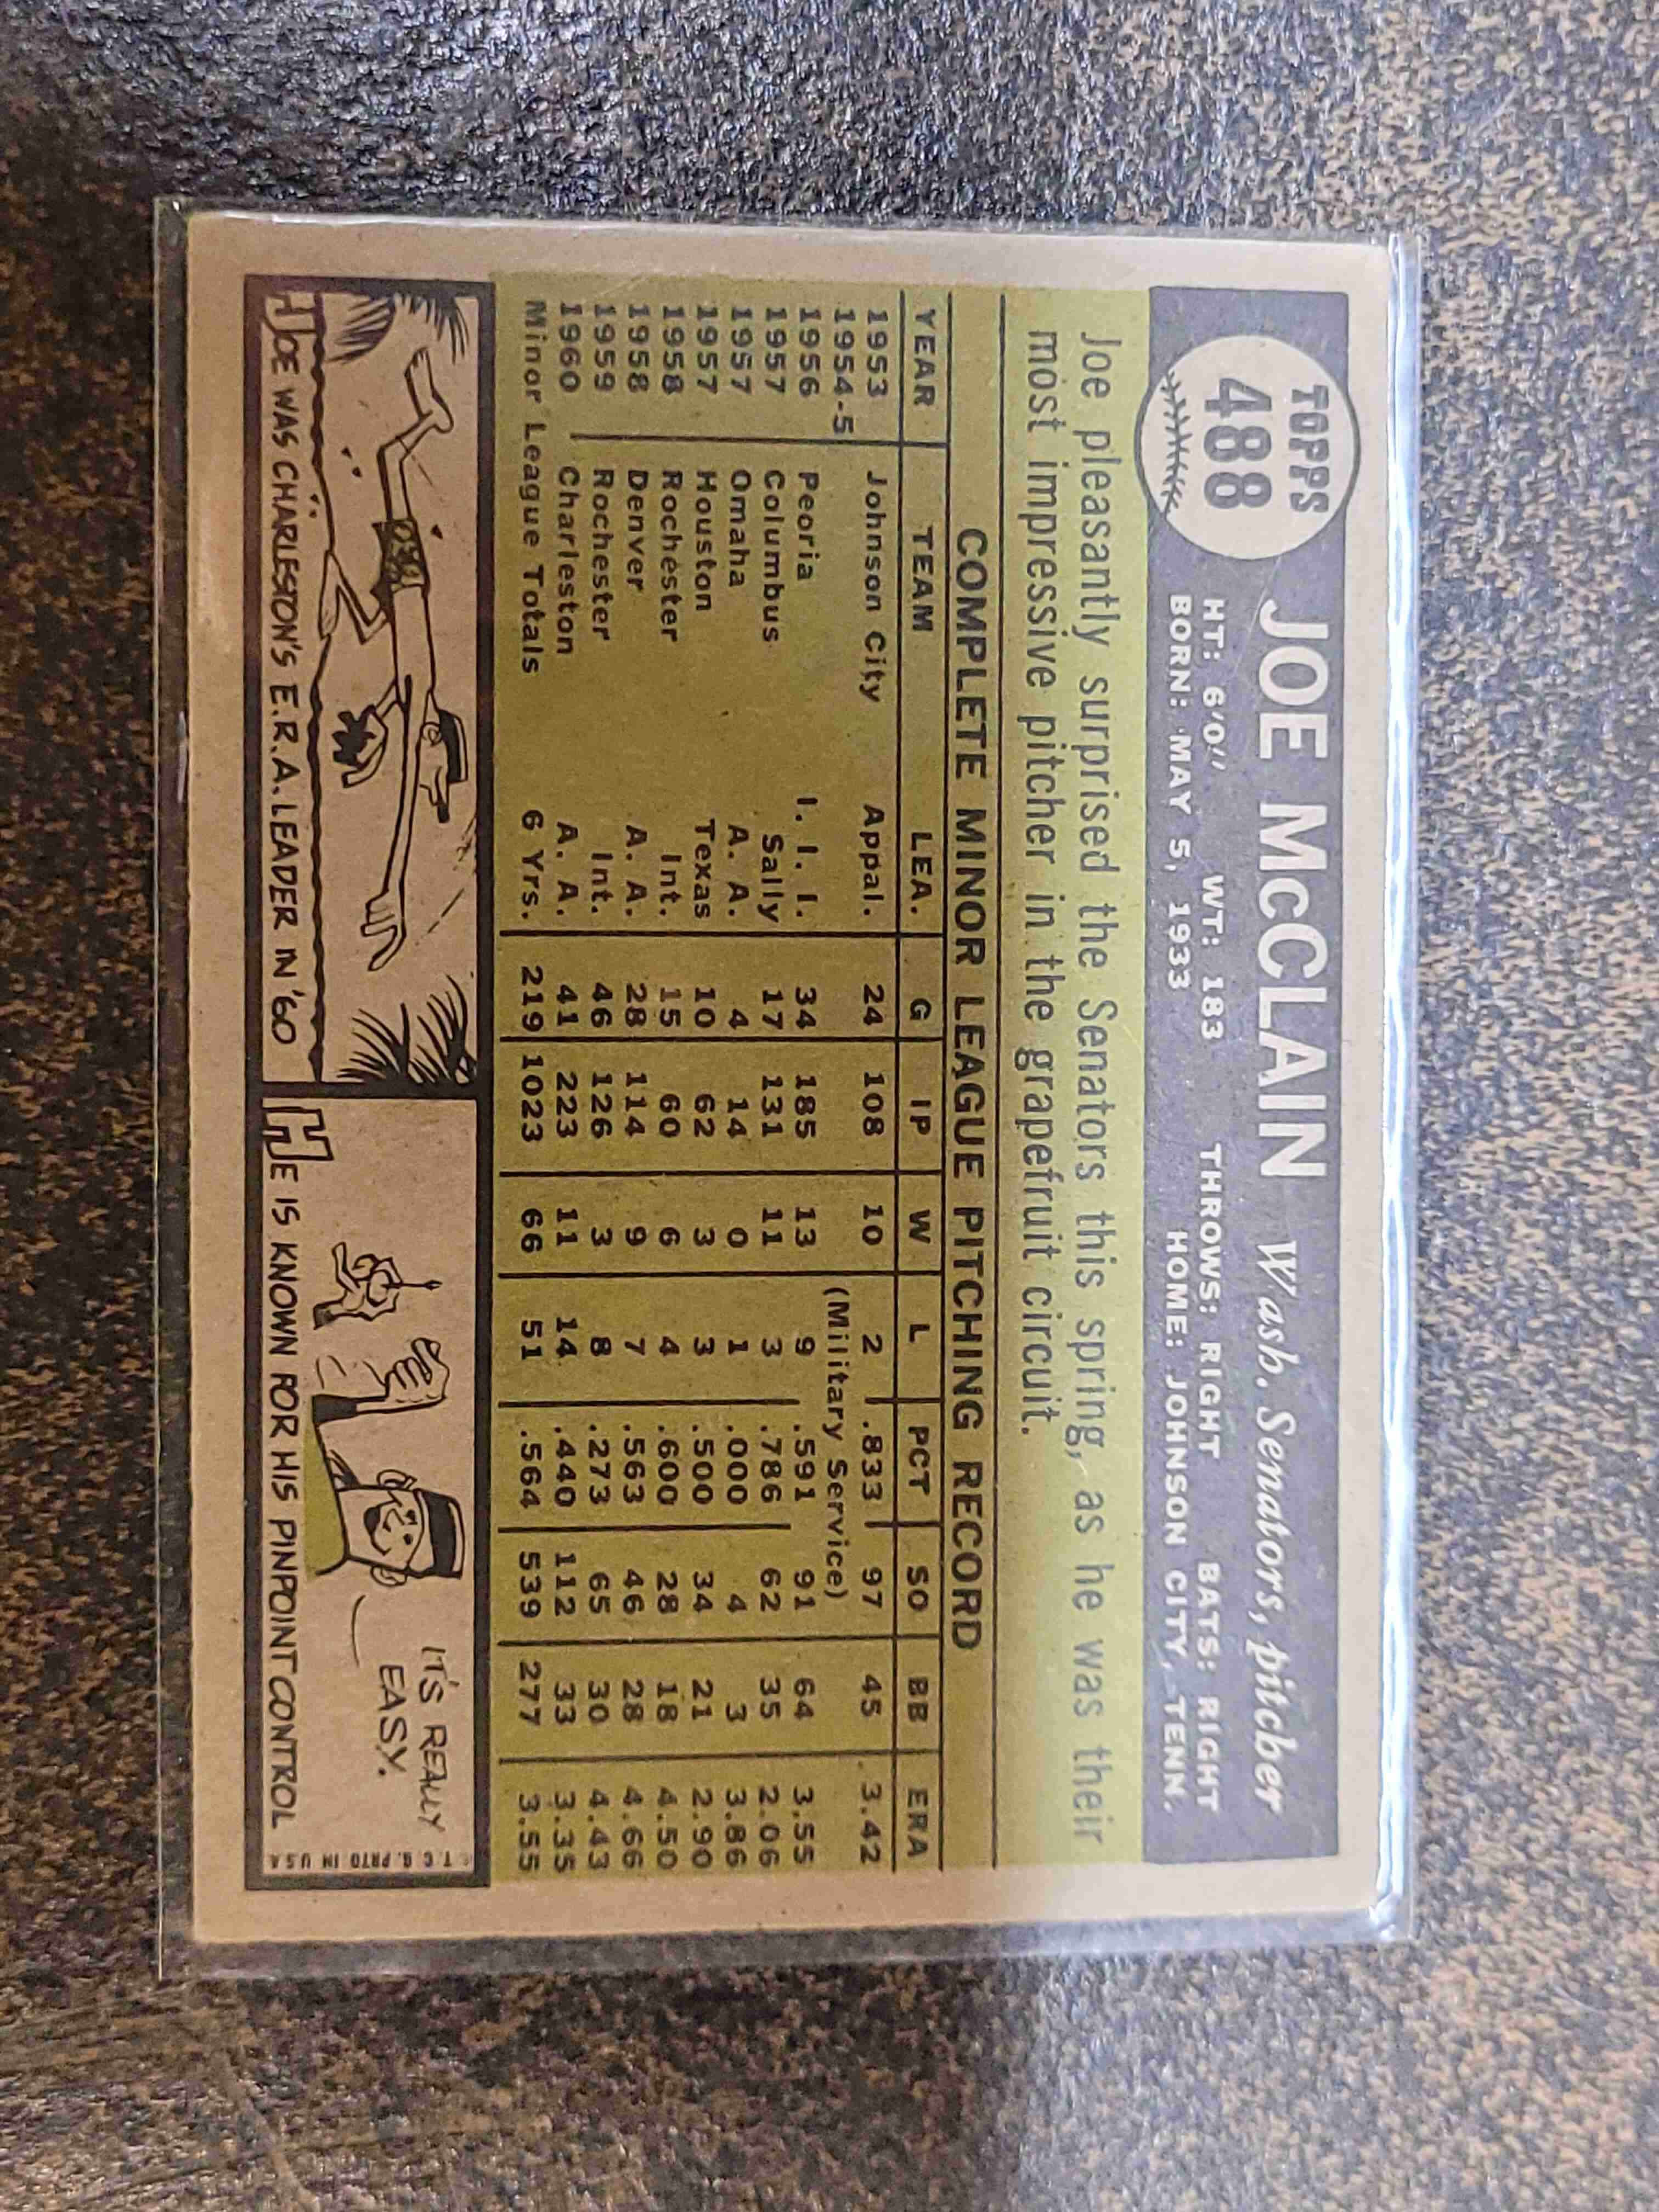 TOPPS
488
JOE McCLAIN Wash. Senators, pitcher
HT: 6'0" WT: 183 THROWS: RIGHT BATS: RIGHT
BORN: MAY 5, 1933 HOME: JOHNSON CITY, TENN.
Joe pleasantly surprised the Senators this spring, as he was their
most impressive pitcher in the grapefruit circuit.
COMPLETE MINOR LEAGUE PITCHING RECORD
YEAR TEAM LEA. G IP W L PCT SO BB ERA
1953 Johnson City Appal. 24 108 10 2 .833 97 45 3.42
1954-5 (Military Service)
1956 Peoria I. I. I. 34 185 13 9 .591 91 64 3.55
1957 Columbus Sally 17 131 11 3 .786 62 35 2.06
1957 Omaha A. A. 4 14 0 1 .000 4 3 3.86
1957 Houston Texas 10 62 3 3 .500 34 21 2.90
1958 Rochester Int. 15 60 6 4 .600 28 18 4.50
1958 Denver A. A. 28 114 9 7 .563 46 28 4.66
1959 Rochester Int. 46 126 3 8 .273 65 30 4.43
1960 Charleston A. A. 41 223 11 14 .440 112 33 3.35
Minor League Totals 6 Yrs. 219 1023 66 51 .564 539 277 3.55
JOE WAS CHARLESTON'S E.R.A. LEADER IN '60
IT'S REALLY
EASY.
HE IS KNOWN FOR HIS PINPOINT CONTROL
© T. C. G. PRTD IN U.S.A.